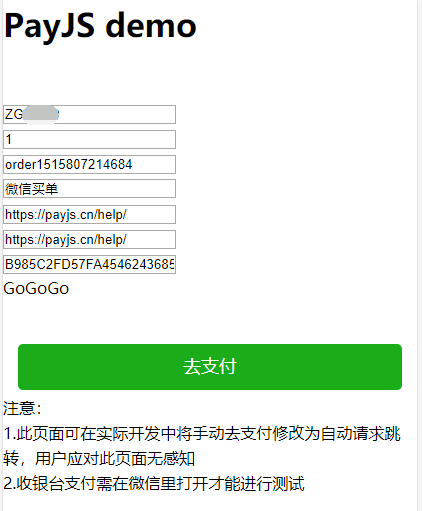 PayJS demo
ZG
1
order1515807214684
微信买单
https://payjs.cn/help/
https://payjs.cn/help/
B985C2FD57FA4546243685
GoGoGo
去支付
注意：
1.此页面可在实际开发中将手动去支付修改为自动请求跳
转，用户应对此页面无感知
2.收银台支付需在微信里打开才能进行测试